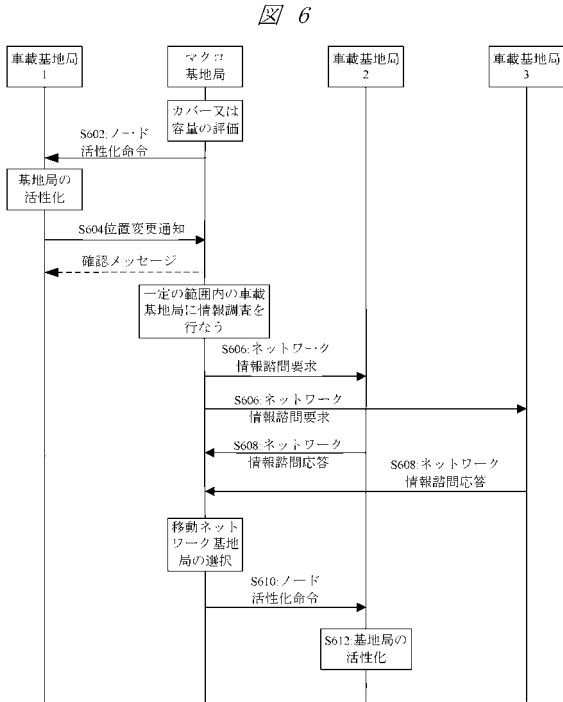 図 6
車載基地局
1
マクロ
基地局
車載基地局
2
車載基地局
3
カバー又は
容量の評価
S602:ノード
活性化命令
基地局の
活性化
S604位置変更通知
確認メッセージ
一定の範囲内の車載
基地局に情報調査を
行なう
S606:ネットワーク
情報諮問要求
S606:ネットワーク
情報諮問要求
S608:ネットワーク
情報諮問応答
S608:ネットワーク
情報諮問応答
移動ネット
ワーク基地
局の選択
S610:ノード
活性化命令
S612:基地局の
活性化